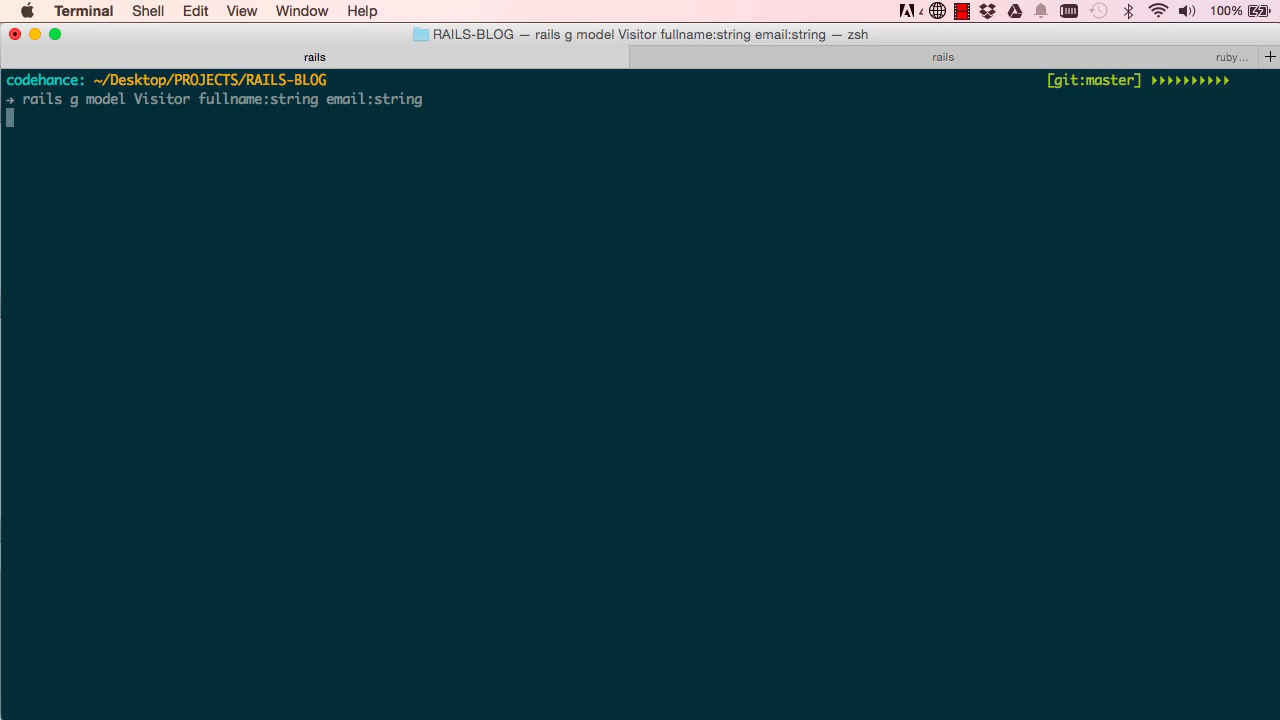 Terminal Shell Edit View Window Help 100%
RAILS-BLOG — rails g model Visitor fullname:string email:string — zsh
rails rails ruby… +
codehance: ~/Desktop/PROJECTS/RAILS-BLOG [git:master]
→ rails g model Visitor fullname:string email:string